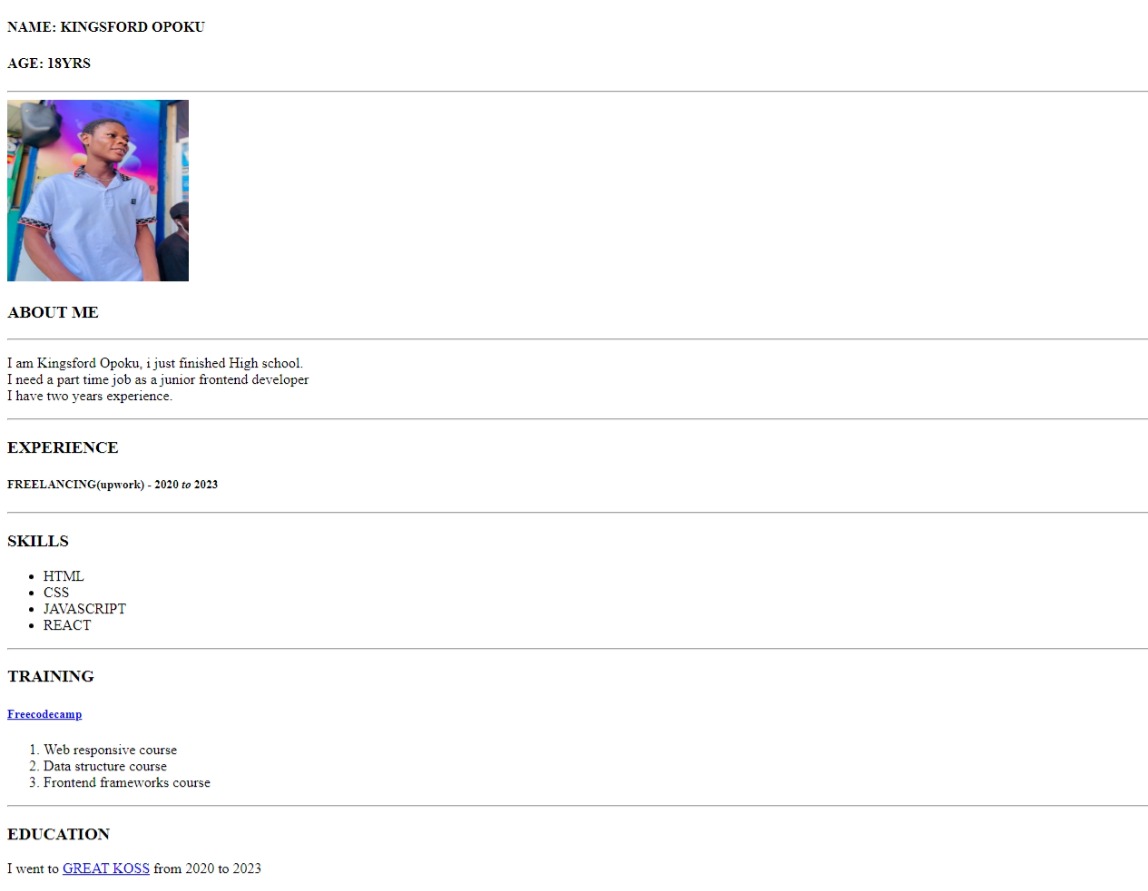 NAME: KINGSFORD OPOKU
AGE: 18YRS
ABOUT ME
I am Kingsford Opoku, i just finished High school.
I need a part time job as a junior frontend developer
I have two years experience.
EXPERIENCE
FREELANCING(upwork) - 2020 to 2023
SKILLS
• HTML
• CSS
• JAVASCRIPT
• REACT
TRAINING
Freecodecamp
1. Web responsive course
2. Data structure course
3. Frontend frameworks course
EDUCATION
I went to GREAT KOSS from 2020 to 2023